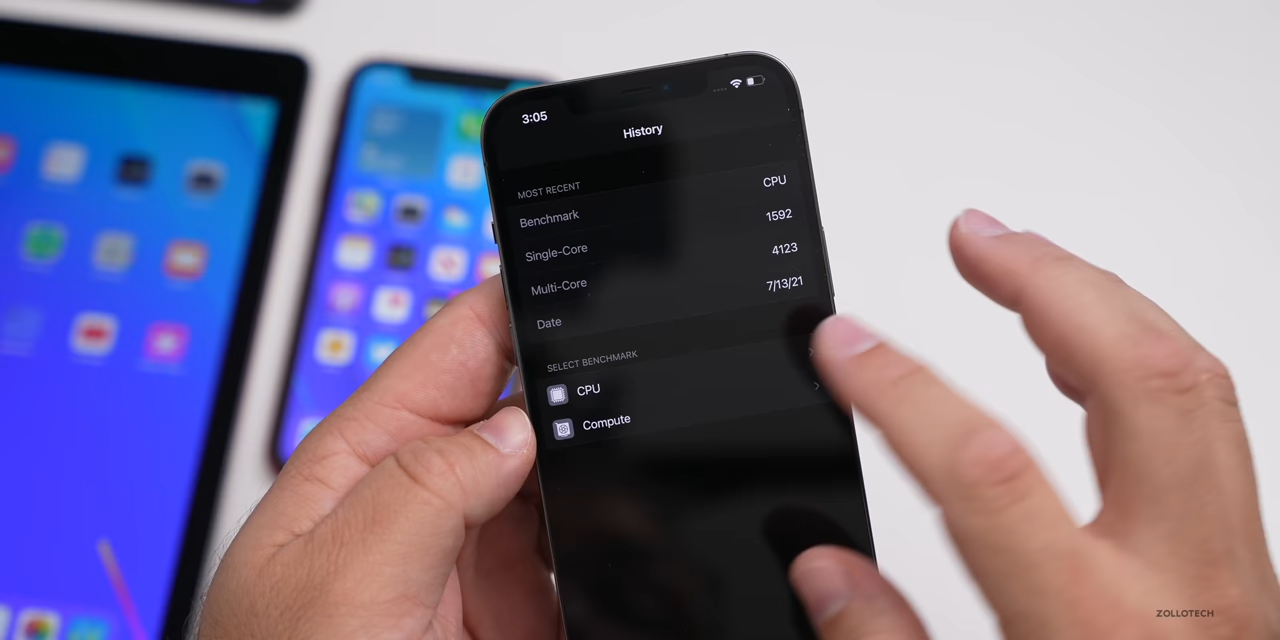 3:05
History
MOST RECENT
Benchmark CPU
Single-Core 1592
Multi-Core 4123
Date 7/13/21
SELECT BENCHMARK
CPU
Compute
ZOLLOTECH